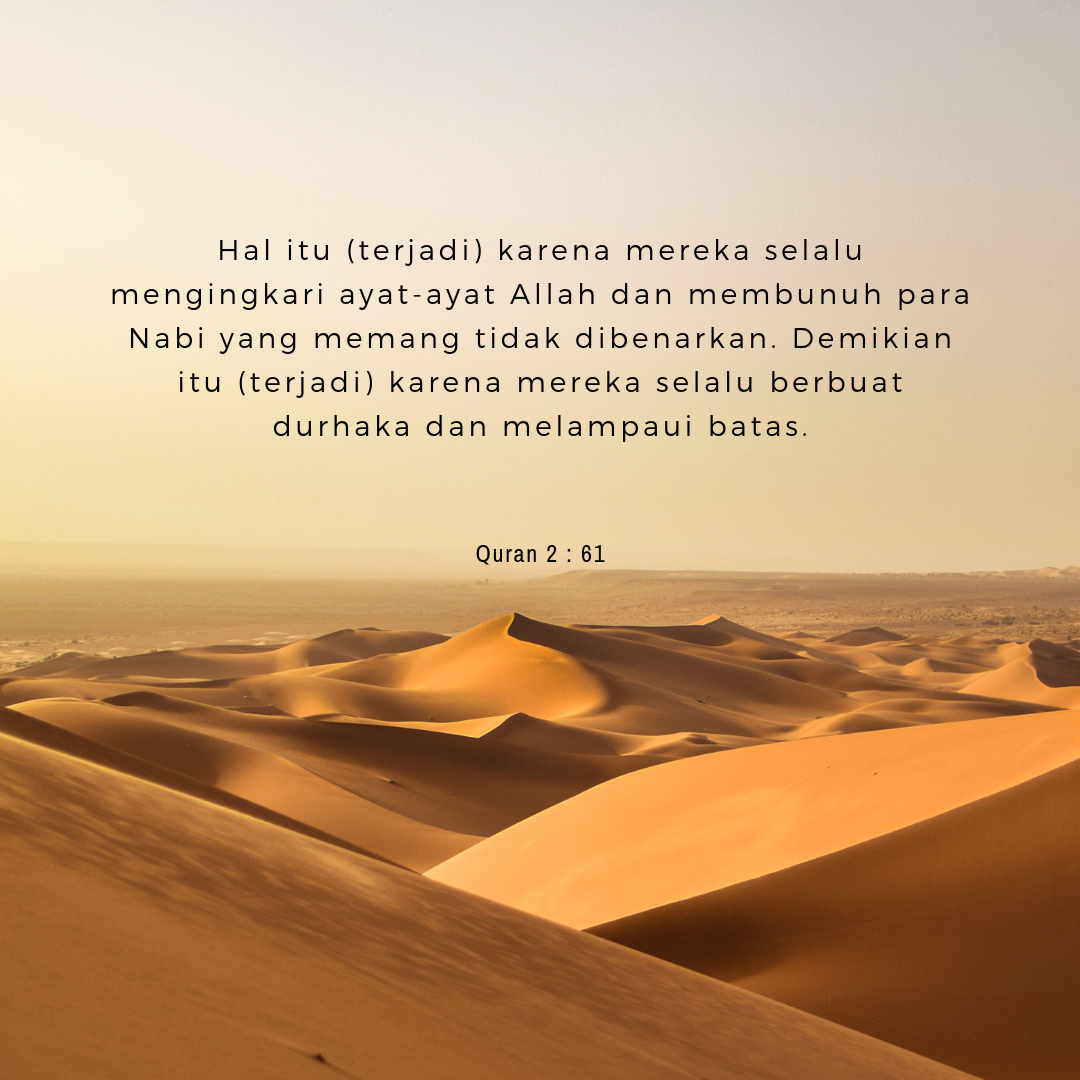 Hal itu (terjadi) karena mereka selalu
mengingkari ayat-ayat Allah dan membunuh para
Nabi yang memang tidak dibenarkan. Demikian
itu (terjadi) karena mereka selalu berbuat
durhaka dan melampaui batas.
Quran 2 : 61